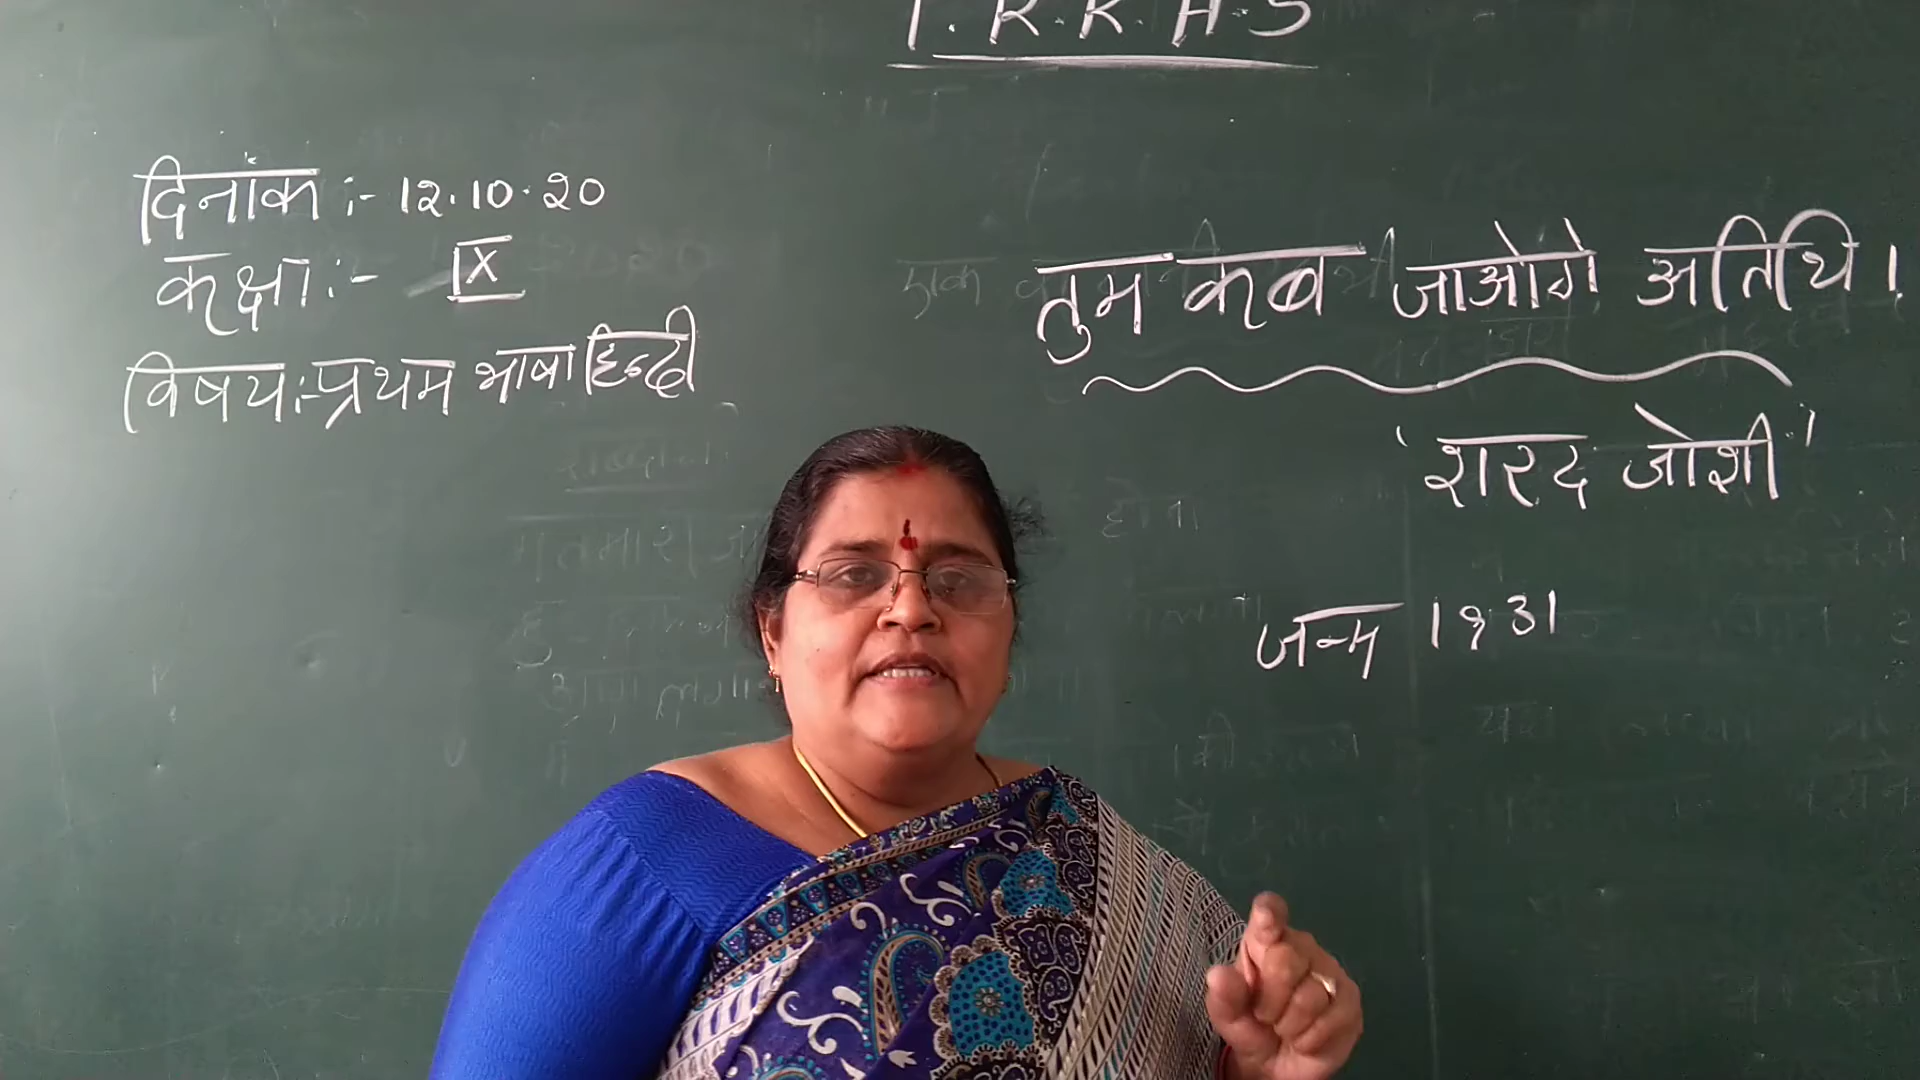 T.R.R.H.S
दिनांक :- 12.10.20
कक्षा :- IX
विषय:- प्रथम भाषा हिन्दी
तुम कब जाओगे अतिथि।
'शरद जोशी'
जन्म 1931